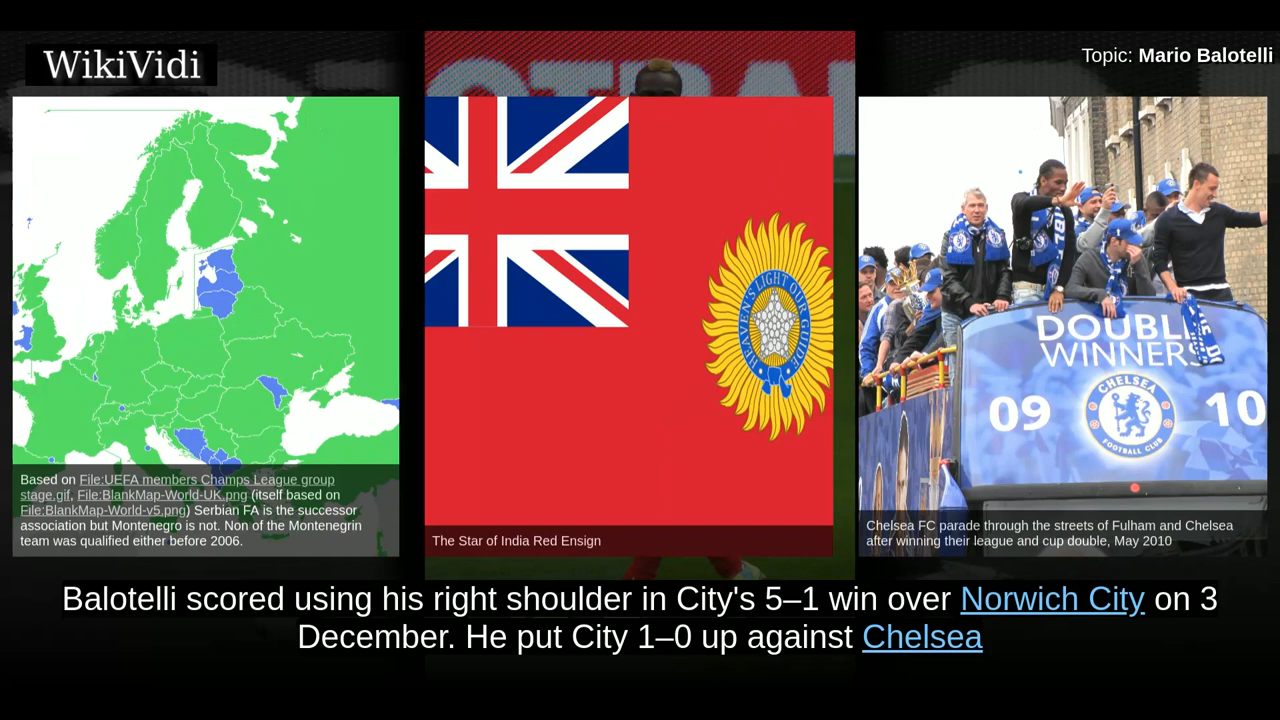 WikiVidi
Topic: Mario Balotelli
HEAVEN'S LIGHT OUR GUIDE
DOUBLE
WINNERS
CHELSEA
FOOTBALL CLUB
09
10
Based on File:UEFA members Champs League group
stage.gif, File:BlankMap-World-UK.png (itself based on
File:BlankMap-World-v5.png) Serbian FA is the successor
association but Montenegro is not. Non of the Montenegrin
team was qualified either before 2006.
The Star of India Red Ensign
Chelsea FC parade through the streets of Fulham and Chelsea
after winning their league and cup double, May 2010
Balotelli scored using his right shoulder in City's 5–1 win over Norwich City on 3
December. He put City 1–0 up against Chelsea